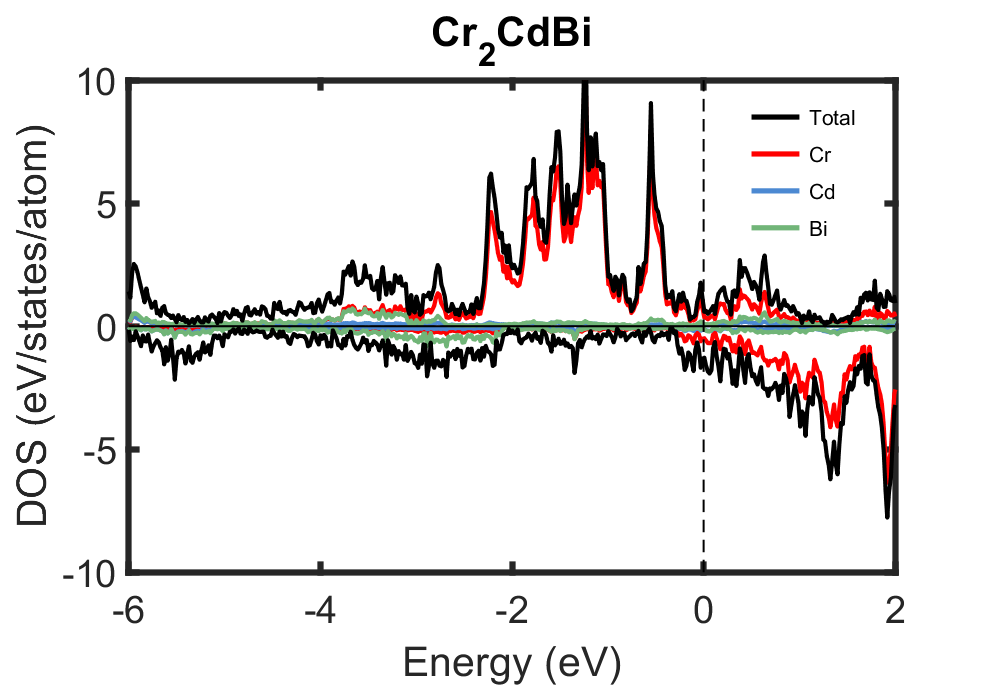 Cr2CdBi
10
5
0
-5
-10
DOS (eV/states/atom)
Total
Cr
Cd
Bi
-6 -4 -2 0 2
Energy (eV)